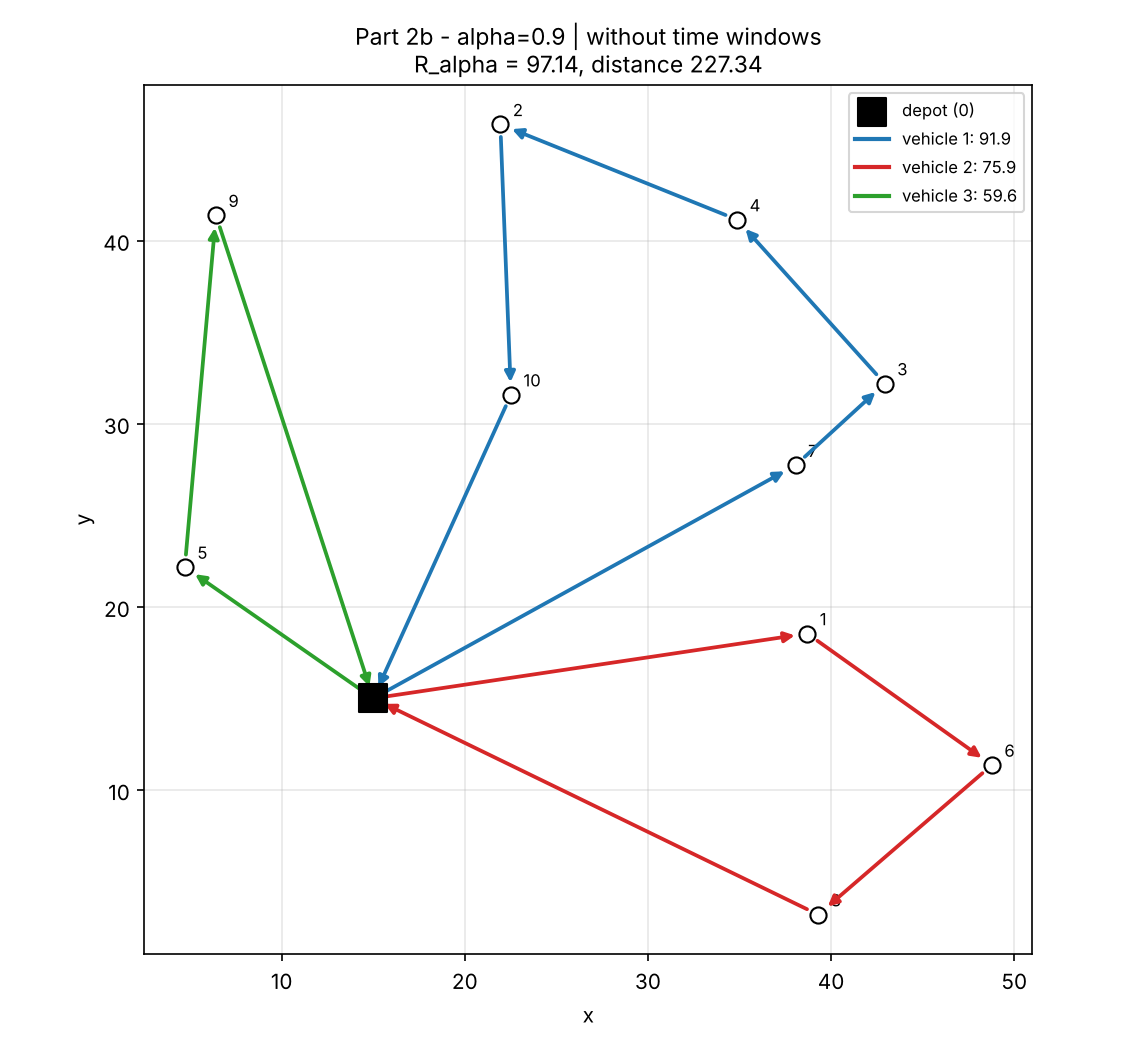 Part 2b - alpha=0.9 | without time windows
R_alpha = 97.14, distance 227.34
depot (0)
vehicle 1: 91.9
vehicle 2: 75.9
vehicle 3: 59.6
2
9
4
40
3
10
30
7
5
20
1
6
10
y
10
20
30
40
50
x